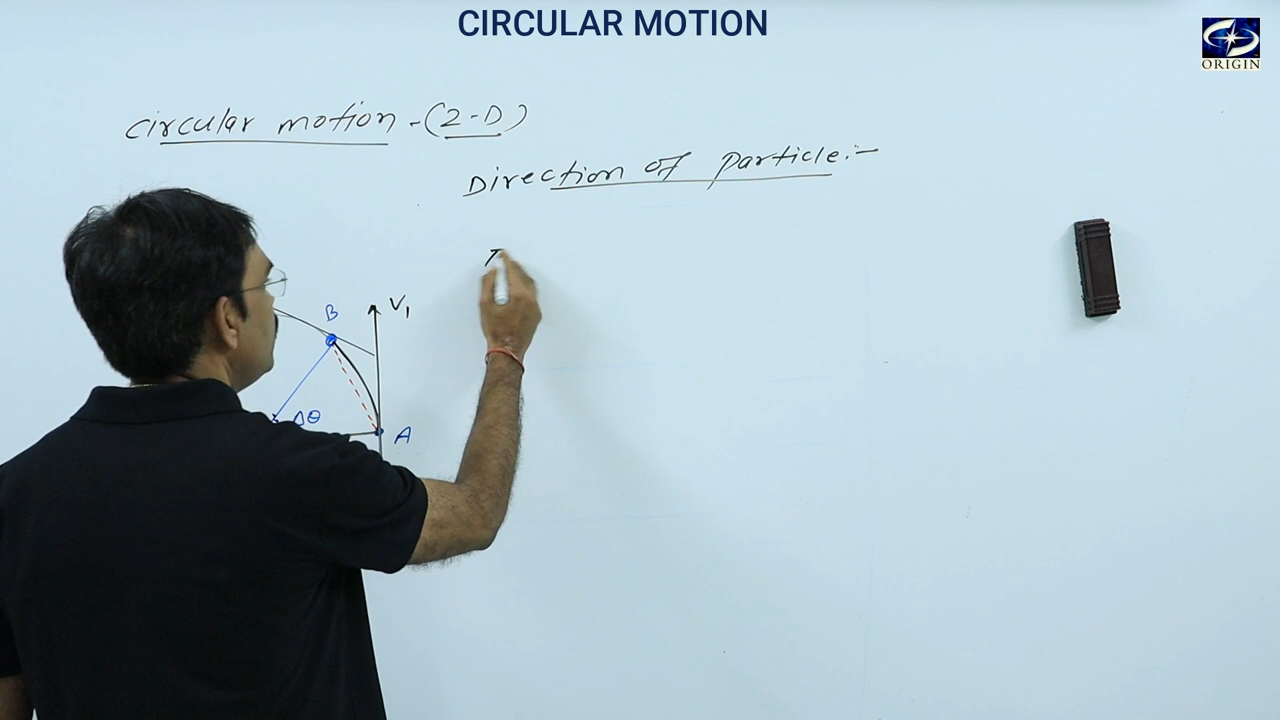 CIRCULAR MOTION
ORIGIN
Circular motion - (2-D)
Direction of particle:-
B
V1
Δθ
A